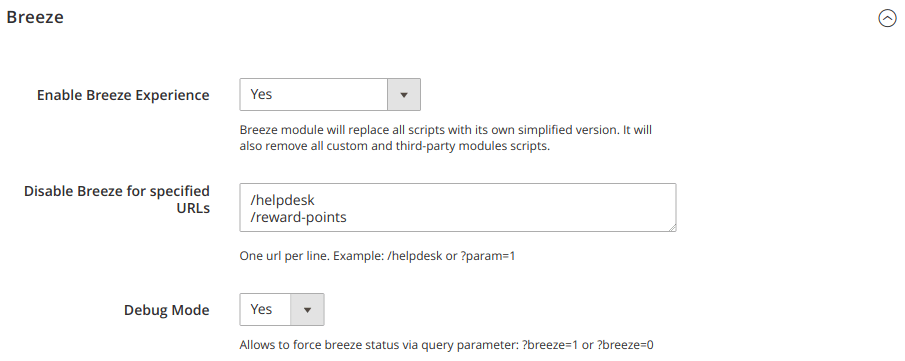 Breeze
Enable Breeze Experience
Yes
Breeze module will replace all scripts with its own simplified version. It will
also remove all custom and third-party modules scripts.
Disable Breeze for specified
URLs
/helpdesk
/reward-points
One url per line. Example: /helpdesk or ?param=1
Debug Mode
Yes
Allows to force breeze status via query parameter: ?breeze=1 or ?breeze=0